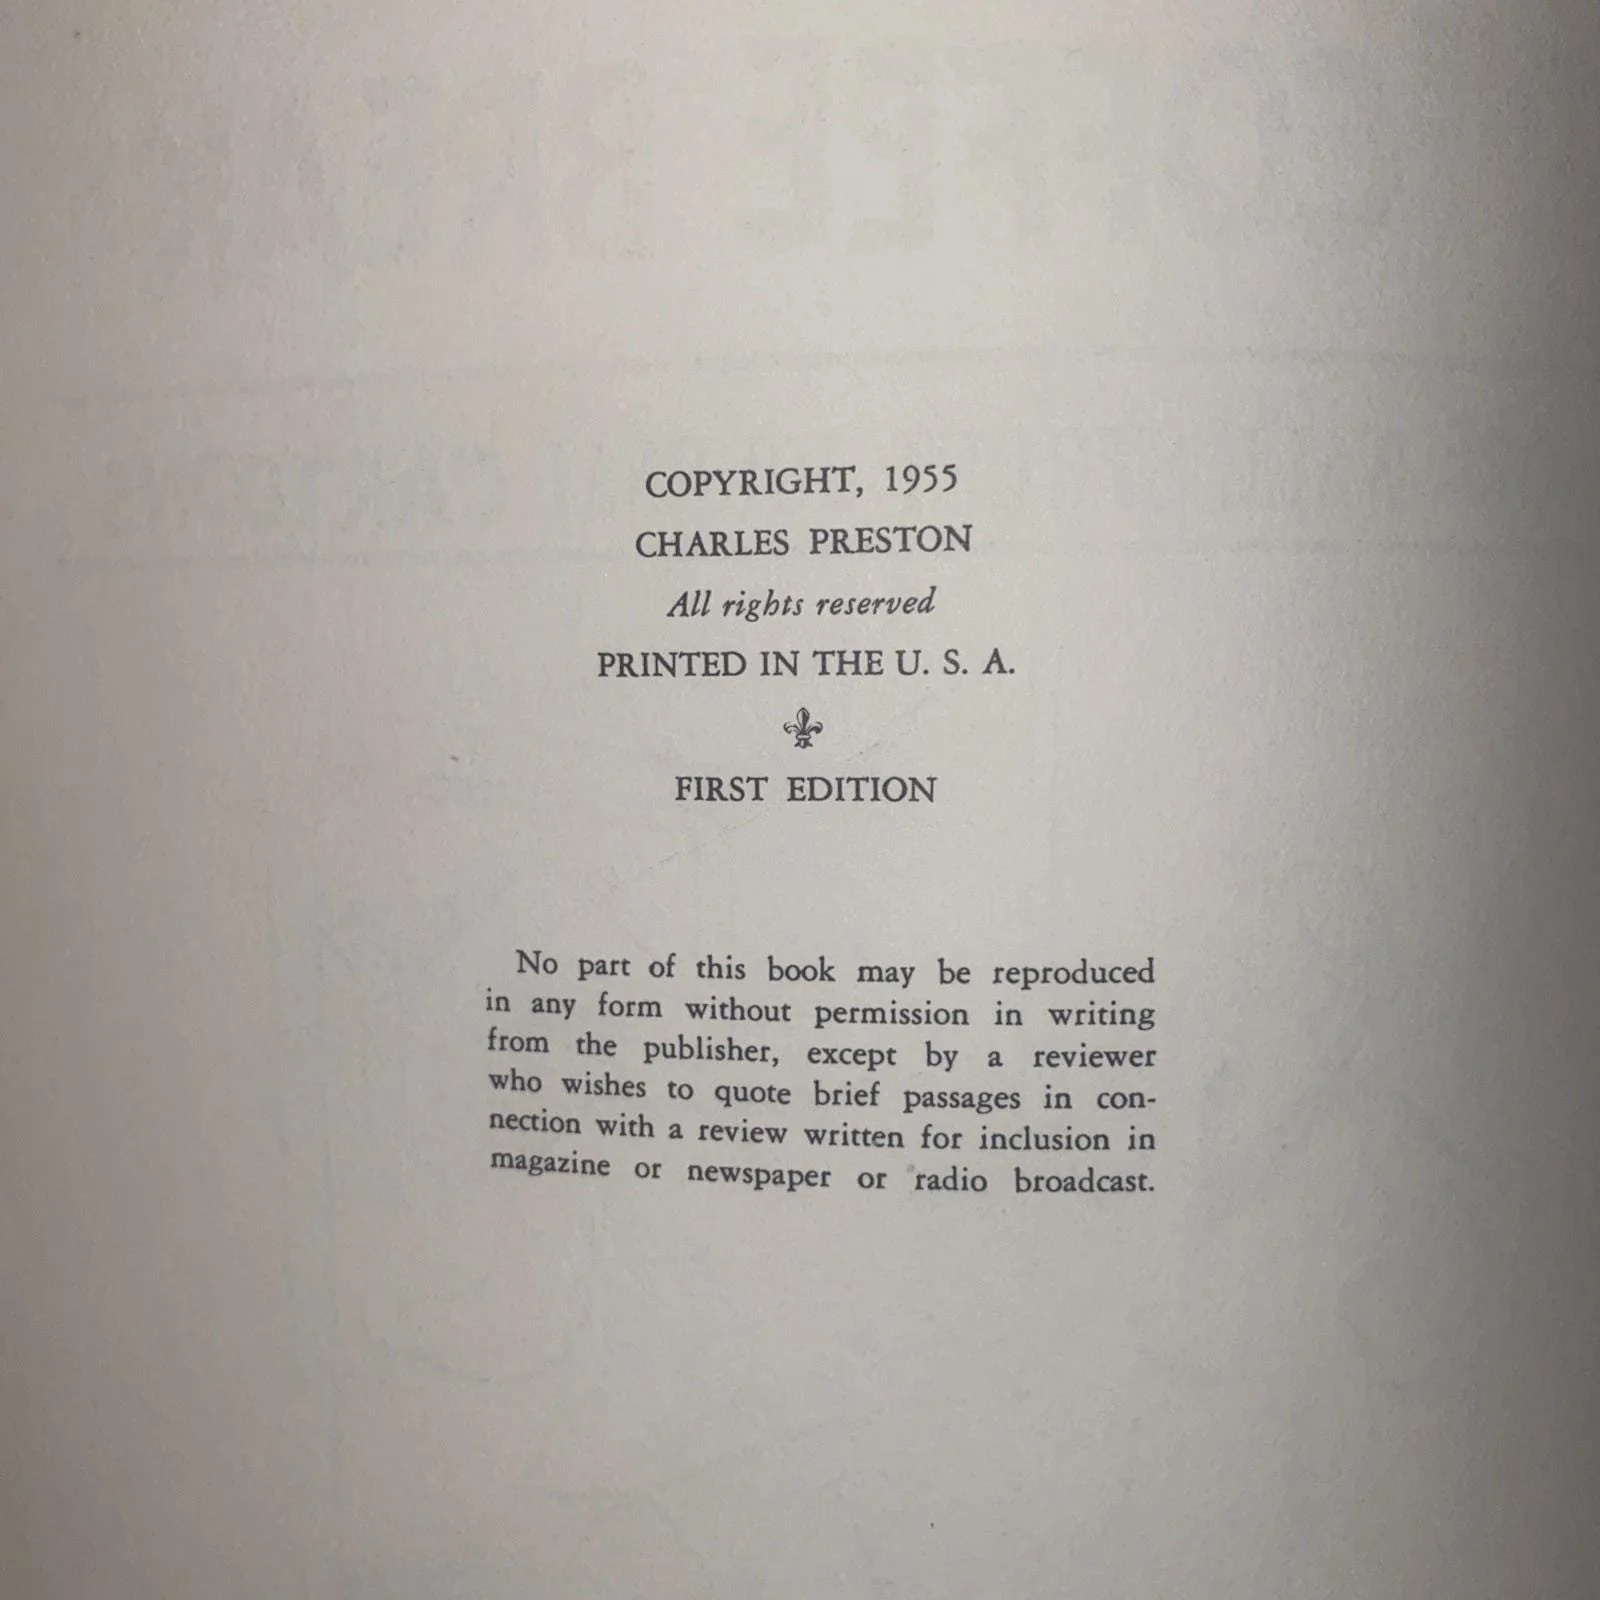 COPYRIGHT, 1955
CHARLES PRESTON
All rights reserved
PRINTED IN THE U. S. A.
FIRST EDITION
No part of this book may be reproduced
in any form without permission in writing
from the publisher, except by a reviewer
who wishes to quote brief passages in con-
nection with a review written for inclusion in
magazine or newspaper or radio broadcast.